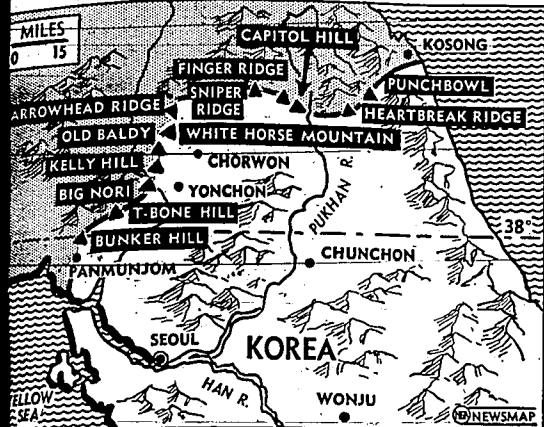 MILES
0 15
CAPITOL HILL
KOSONG
FINGER RIDGE
PUNCHBOWL
SNIPER
RIDGE
ARROWHEAD RIDGE
HEARTBREAK RIDGE
OLD BALDY
WHITE HORSE MOUNTAIN
KELLY HILL
CHORWON
BIG NORI
YONCHON
PUKHAN R.
T-BONE HILL
38°
BUNKER HILL
PANMUNJOM
CHUNCHON
SEOUL
KOREA
HAN R.
YELLOW
SEA
WONJU
NEA NEWSMAP